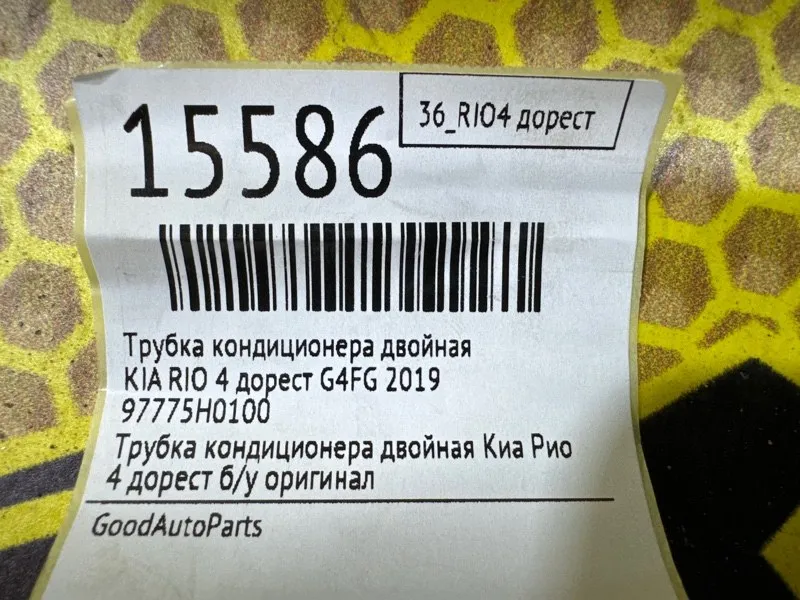 15586
36_RIO4 дорест
Трубка кондиционера двойная
KIA RIO 4 дорест G4FG 2019
97775H0100
Трубка кондиционера двойная Киа Рио
4 дорест б/у оригинал
GoodAutoParts